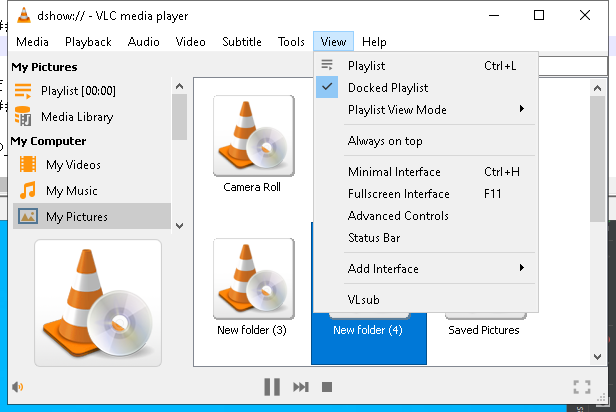 dshow:// - VLC media player
Media Playback Audio Video Subtitle Tools View Help
My Pictures
Playlist [00:00]
Media Library
My Computer
My Videos
My Music
My Pictures
Camera Roll
New folder (3)
New folder (4)
Saved Pictures
Playlist Ctrl+L
Docked Playlist
Playlist View Mode
Always on top
Minimal Interface Ctrl+H
Fullscreen Interface F11
Advanced Controls
Status Bar
Add Interface
VLsub